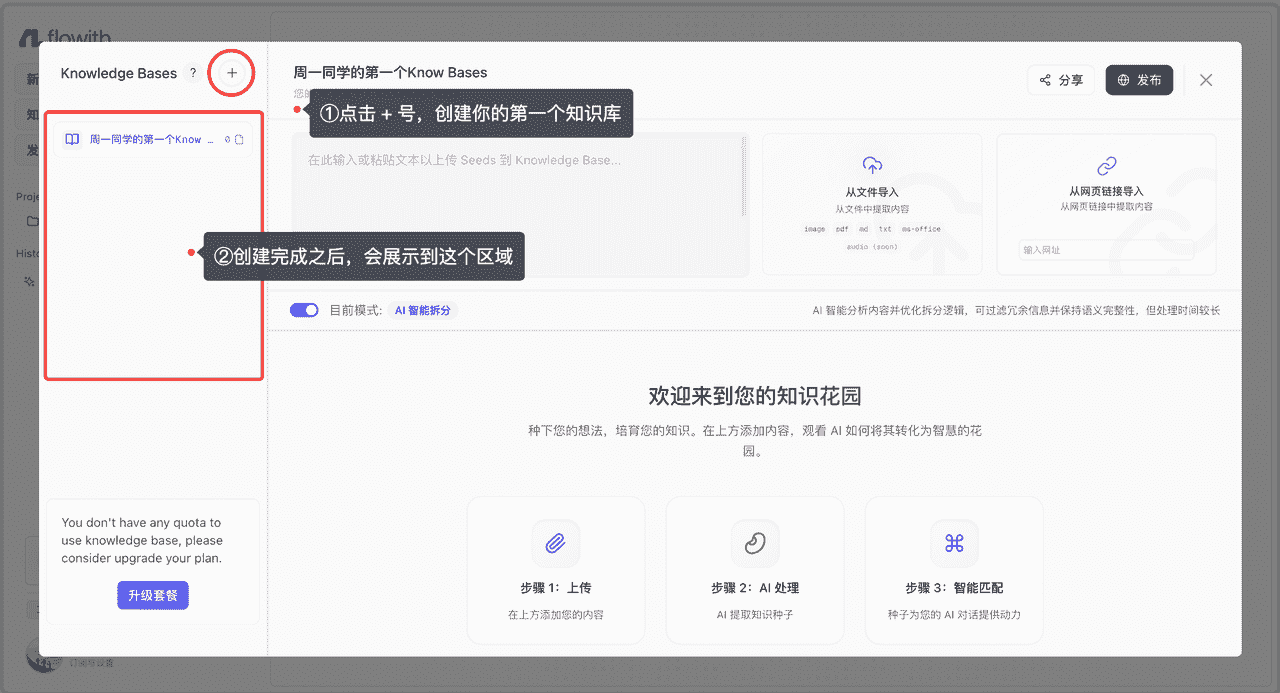 flowith
Knowledge Bases ?
新
知
发
Proje
Histo
周一同学的第一个Know ...
You don't have any quota to
use knowledge base, please
consider upgrade your plan.
升级套餐
周一同学的第一个Know Bases
分享
发布
①点击 + 号，创建你的第一个知识库
在此输入或粘贴文本以上传 Seeds 到 Knowledge Base...
②创建完成之后，会展示到这个区域
从文件导入
从文件中提取内容
image pdf md txt ms-office
audio (soon)
从网页链接导入
从网页链接中提取内容
输入网址
目前模式:
AI 智能拆分
AI 智能分析内容并优化拆分逻辑，可过滤冗余信息并保持语义完整性，但处理时间较长
欢迎来到您的知识花园
种下您的想法，培育您的知识。在上方添加内容，观看 AI 如何将其转化为智慧的花
园。
步骤 1：上传
在上方添加您的内容
步骤 2：AI 处理
AI 提取知识种子
步骤 3：智能匹配
种子为您的 AI 对话提供动力